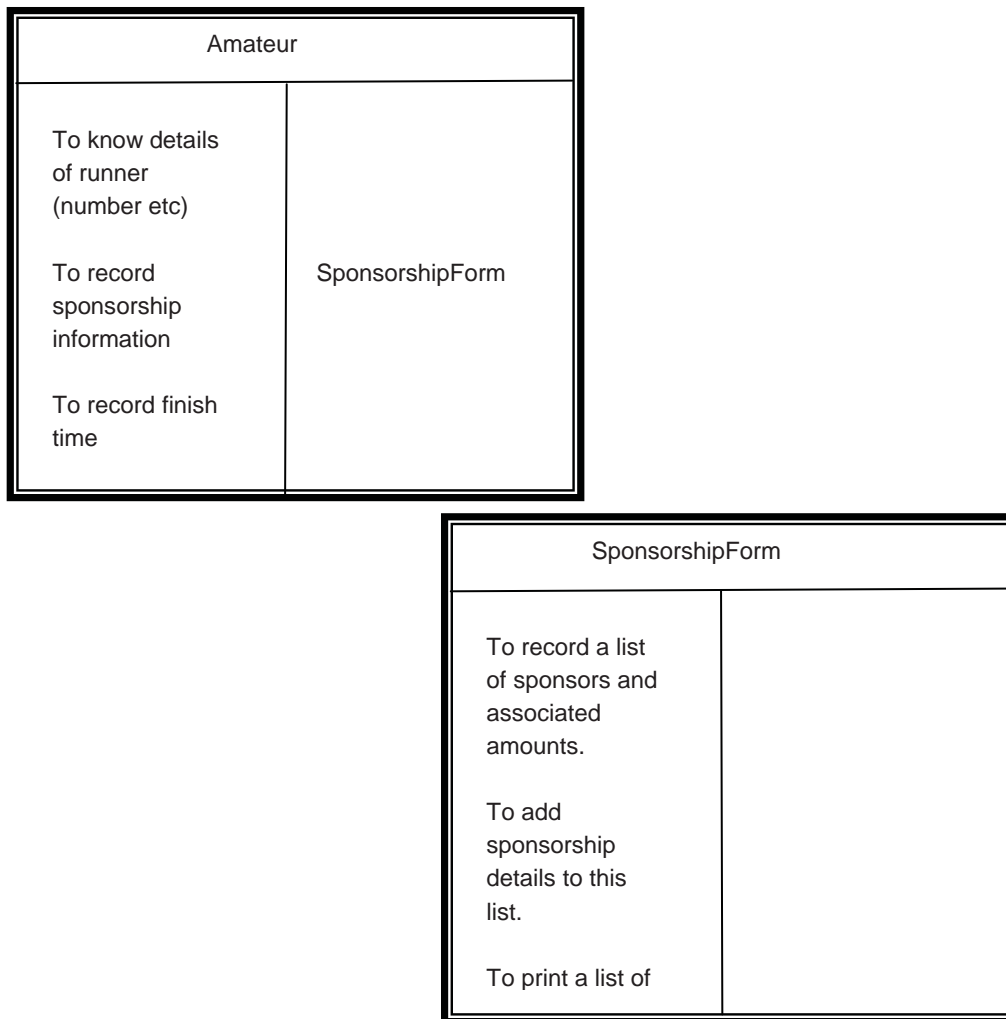 Amateur
To know details
of runner
(number etc)
To record
sponsorship
information
To record finish
time
SponsorshipForm
SponsorshipForm
To record a list
of sponsors and
associated
amounts.
To add
sponsorship
details to this
list.
To print a list of